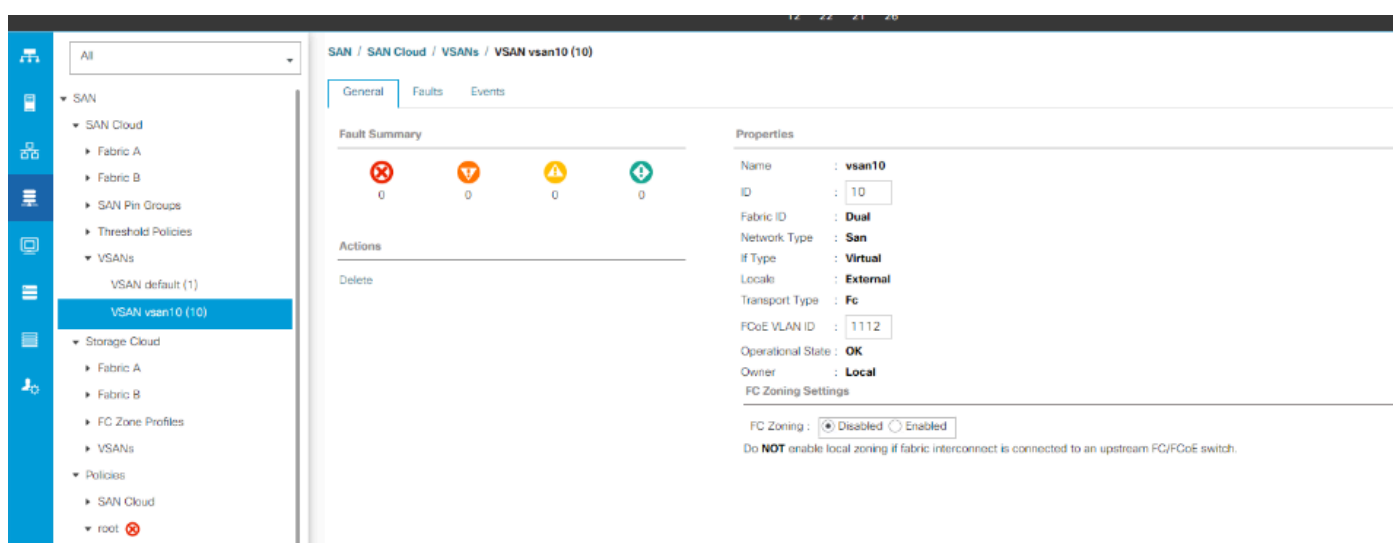 12 22 21 26
All
SAN
SAN Cloud
Fabric A
Fabric B
SAN Pin Groups
Threshold Policies
VSANs
VSAN default (1)
VSAN vsan10 (10)
Storage Cloud
Fabric A
Fabric B
FC Zone Profiles
VSANs
Policies
SAN Cloud
root
SAN / SAN Cloud / VSANs / VSAN vsan10 (10)
General Faults Events
Fault Summary
0 0 0 0
Actions
Delete
Properties
Name : vsan10
ID : 10
Fabric ID : Dual
Network Type : San
If Type : Virtual
Locale : External
Transport Type : Fc
FCoE VLAN ID : 1112
Operational State : OK
Owner : Local
FC Zoning Settings
FC Zoning : Disabled Enabled
Do NOT enable local zoning if fabric interconnect is connected to an upstream FC/FCoE switch.